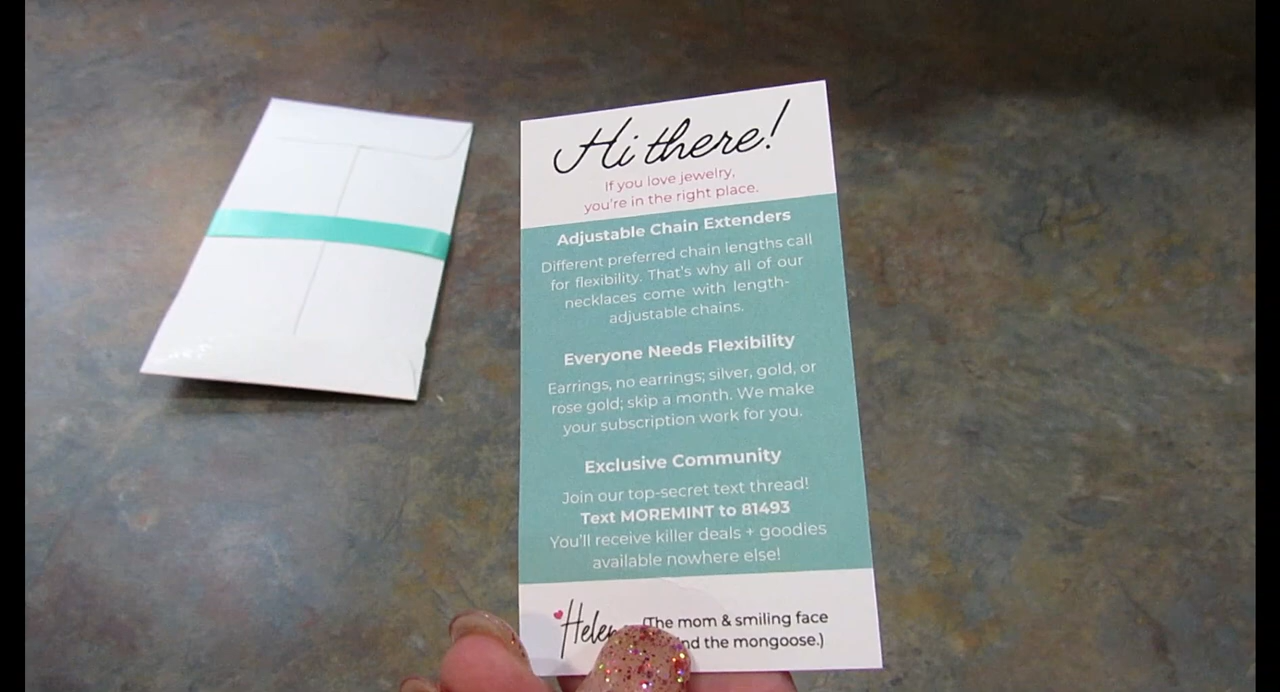 Hi there!
If you love jewelry,
you're in the right place.
Adjustable Chain Extenders
Different preferred chain lengths call
for flexibility. That's why all of our
necklaces come with length-
adjustable chains.
Everyone Needs Flexibility
Earrings, no earrings; silver, gold, or
rose gold; skip a month. We make
your subscription work for you.
Exclusive Community
Join our top-secret text thread!
Text MOREMINT to 81493
You'll receive killer deals + goodies
available nowhere else!
(The mom & smiling face
the mongoose.)